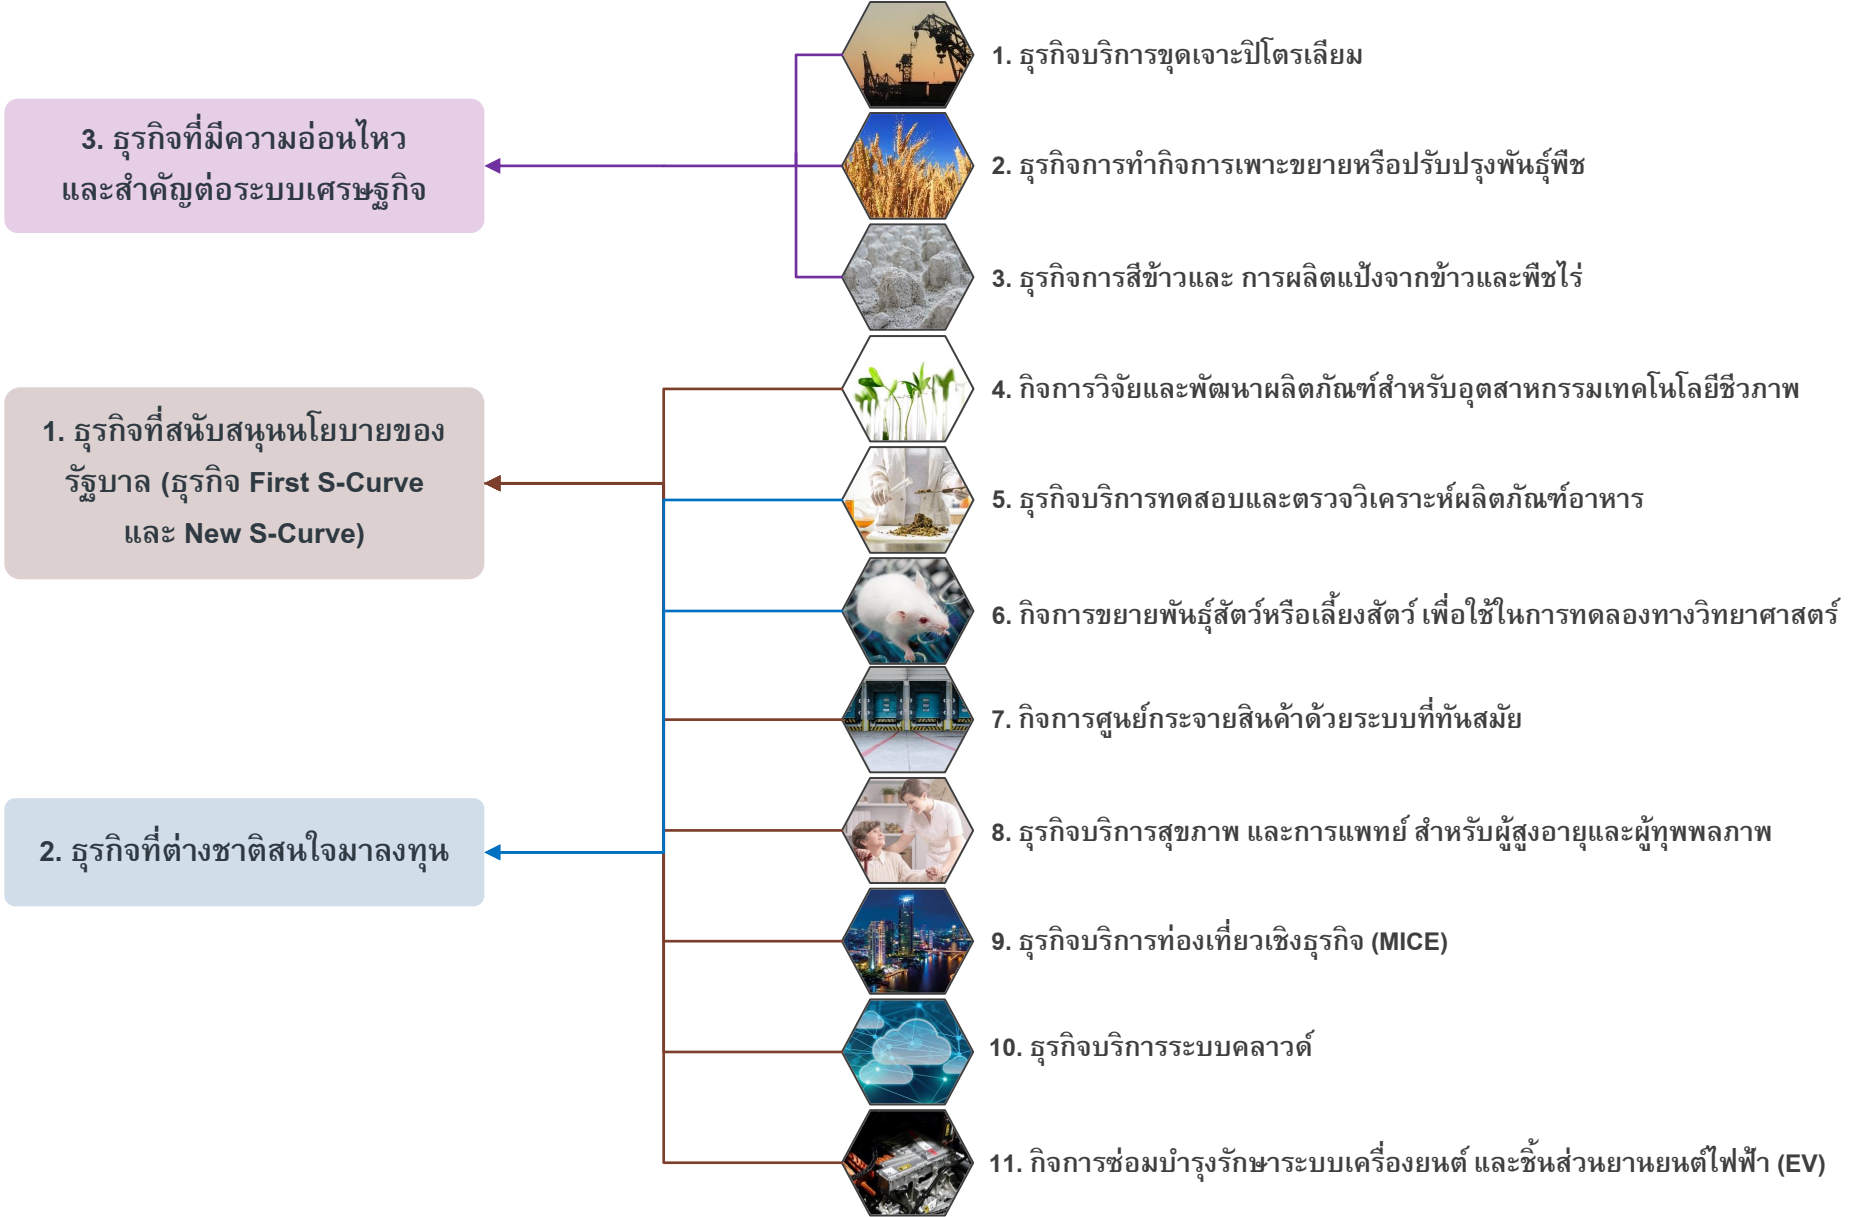 3. ธุรกิจที่มีความอ่อนไหว
และสำคัญต่อระบบเศรษฐกิจ
1. ธุรกิจที่สนับสนุนนโยบายของ
รัฐบาล (ธุรกิจ First S-Curve
และ New S-Curve)
2. ธุรกิจที่ต่างชาติสนใจมาลงทุน
1. ธุรกิจบริการขุดเจาะปิโตรเลียม
2. ธุรกิจการทำกิจการเพาะขยายหรือปรับปรุงพันธุ์พืช
3. ธุรกิจการสีข้าวและ การผลิตแป้งจากข้าวและพืชไร่
4. กิจการวิจัยและพัฒนาผลิตภัณฑ์สำหรับอุตสาหกรรมเทคโนโลยีชีวภาพ
5. ธุรกิจบริการทดสอบและตรวจวิเคราะห์ผลิตภัณฑ์อาหาร
6. กิจการขยายพันธุ์สัตว์หรือเลี้ยงสัตว์ เพื่อใช้ในการทดลองทางวิทยาศาสตร์
7. กิจการศูนย์กระจายสินค้าด้วยระบบที่ทันสมัย
8. ธุรกิจบริการสุขภาพ และการแพทย์ สำหรับผู้สูงอายุและผู้ทุพพลภาพ
9. ธุรกิจบริการท่องเที่ยวเชิงธุรกิจ (MICE)
10. ธุรกิจบริการระบบคลาวด์
11. กิจการซ่อมบำรุงรักษาระบบเครื่องยนต์ และชิ้นส่วนยานยนต์ไฟฟ้า (EV)